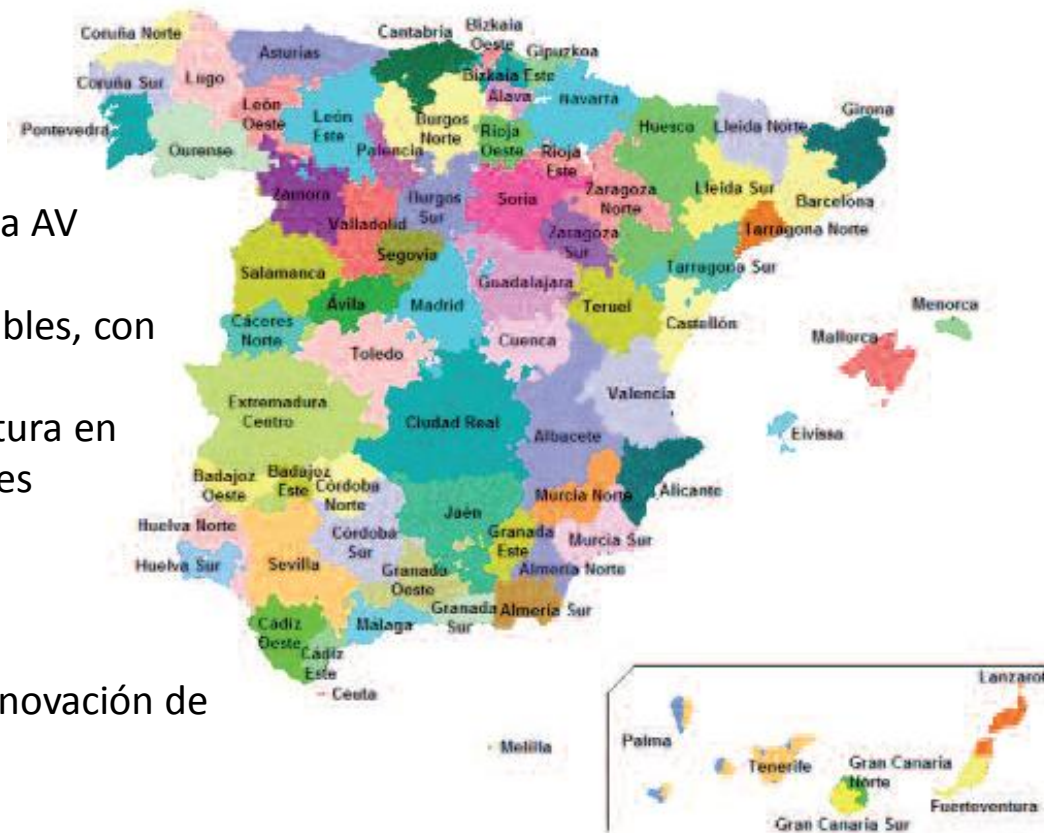 Coruña Norte
Cantabria
Bizkaia
Oeste
Gipuzkoa
Asturias
Coruña Sur
Lugo
Bizkaia Este
Alava
Navarra
León
Oeste
León
Este
Burgos
Norte
Girona
Huesca
Lleida Norte
Pontevedra
Ourense
Palencia
Rioja
Oeste
Rioja
Este
Zaragoza
Norte
Lleida Sur
Barcelona
Zamora
Valladolid
Burgos
Sur
Soria
Zaragoza
Sur
Tarragona Norte
a AV
Segovia
Tarragona Sur
Salamanca
Guadalajara
Ávila
Madrid
Teruel
Castellón
Menorca
bles, con
Cáceres
Norte
Toledo
Cuenca
Mallorca
Extremadura
Centro
Valencia
tura en
Ciudad Real
Albacete
Eivissa
es
Badajoz
Oeste
Badajoz
Este
Córdoba
Norte
Murcia Norte
Alicante
Huelva Norte
Jaén
Córdoba
Sur
Granada
Este
Murcia Sur
Huelva Sur
Sevilla
Granada
Oeste
Almería Norte
Granada
Sur
Almería Sur
Cádiz
Oeste
Málaga
Cádiz
Este
Ceuta
novación de
Lanzarot
Melilla
Palma
Tenerife
Gran Canaria
Norte
Fuerteventura
Gran Canaria Sur